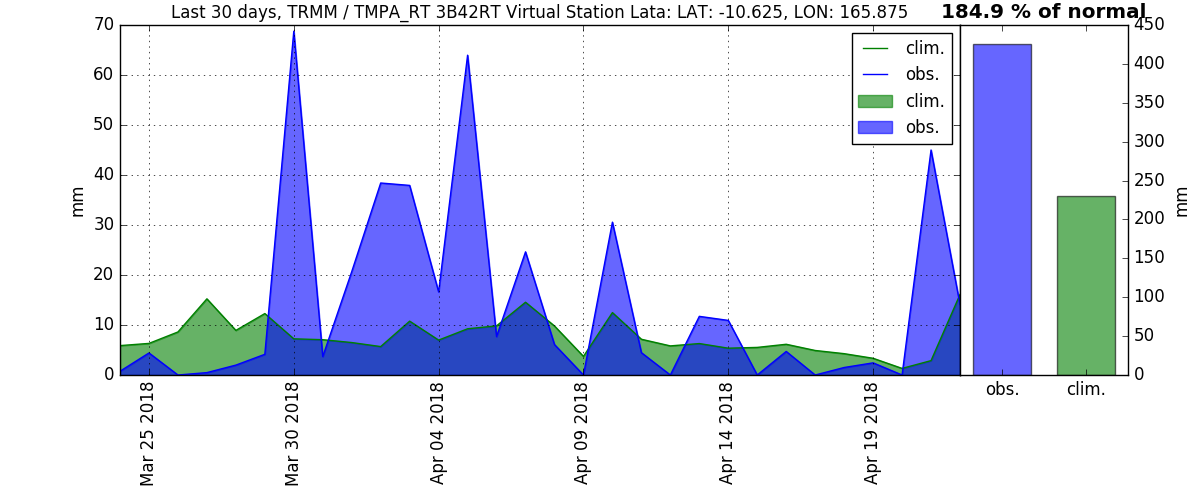 Last 30 days, TRMM / TMPA_RT 3B42RT Virtual Station Lata: LAT: -10.625, LON: 165.875
184.9 % of normal
70
60
50
40
30
20
10
0
mm
clim.
obs.
clim.
obs.
450
400
350
300
250
200
150
100
50
0
mm
obs.
clim.
Mar 25 2018
Mar 30 2018
Apr 04 2018
Apr 09 2018
Apr 14 2018
Apr 19 2018